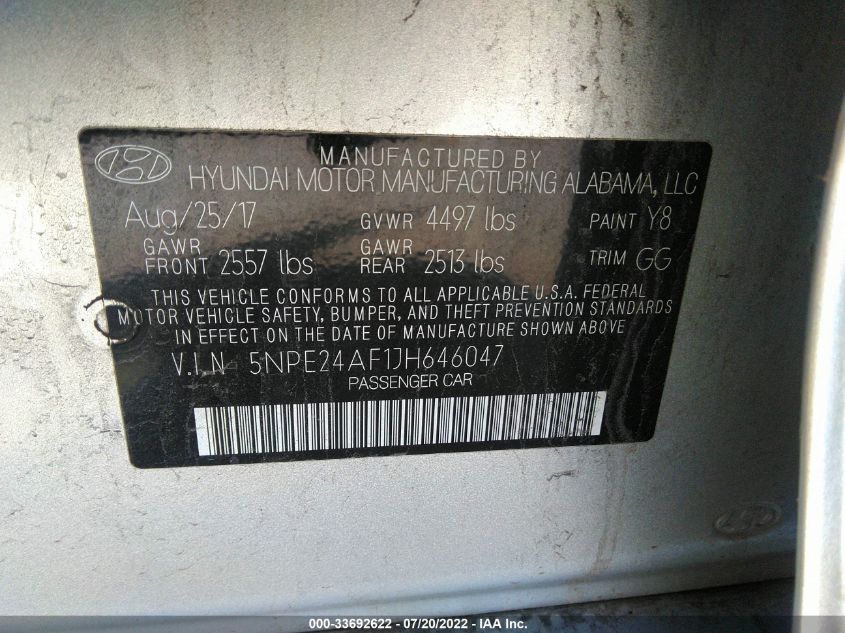 MANUFACTURED BY
HYUNDAI MOTOR MANUFACTURING ALABAMA, LLC
Aug/25/17 GVWR 4497 lbs PAINT Y8
GAWR FRONT 2557 lbs GAWR REAR 2513 lbs TRIM GG
THIS VEHICLE CONFORMS TO ALL APPLICABLE U.S.A. FEDERAL
MOTOR VEHICLE SAFETY, BUMPER, AND THEFT PREVENTION STANDARDS
IN EFFECT ON THE DATE OF MANUFACTURE SHOWN ABOVE
V.I.N 5NPE24AF1JH646047
PASSENGER CAR
000-33692622 - 07/20/2022 - IAA Inc.